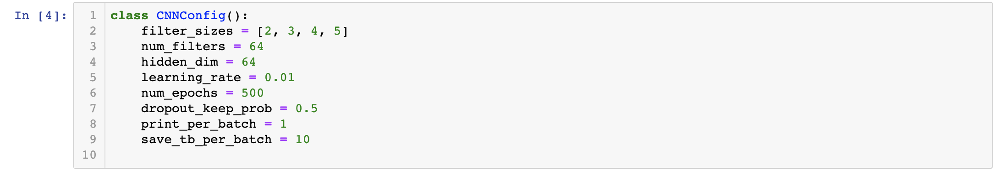 In [4]:
1 class CNNConfig():
2     filter_sizes = [2, 3, 4, 5]
3     num_filters = 64
4     hidden_dim = 64
5     learning_rate = 0.01
6     num_epochs = 500
7     dropout_keep_prob = 0.5
8     print_per_batch = 1
9     save_tb_per_batch = 10
10